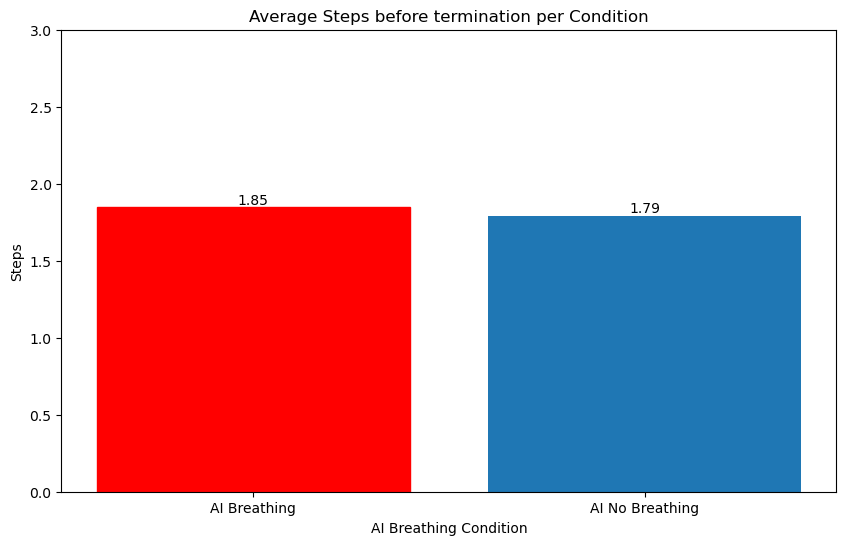 Average Steps before termination per Condition
3.0
2.5
2.0
1.5
1.0
0.5
0.0
Steps
1.85
1.79
AI Breathing
AI No Breathing
AI Breathing Condition